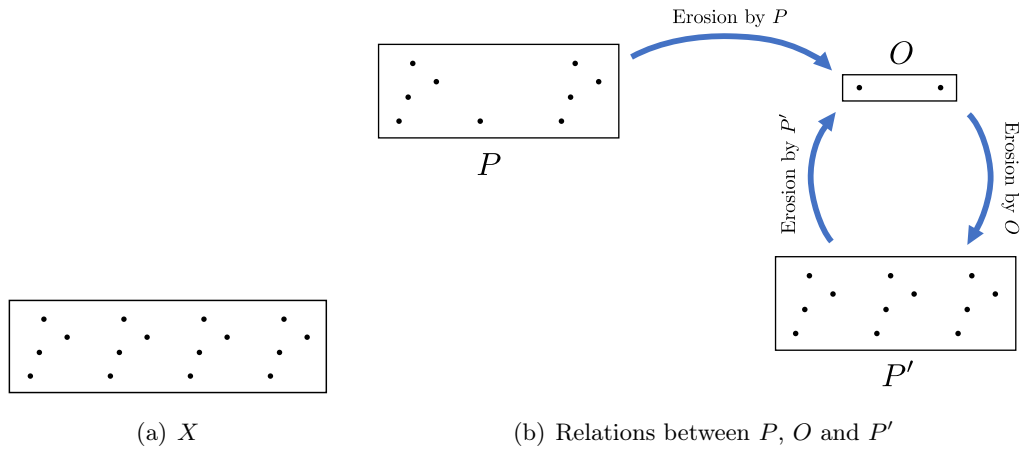 Erosion by P
O
P
Erosion by P′
Erosion by O
P′
(a) X
(b) Relations between P, O and P′